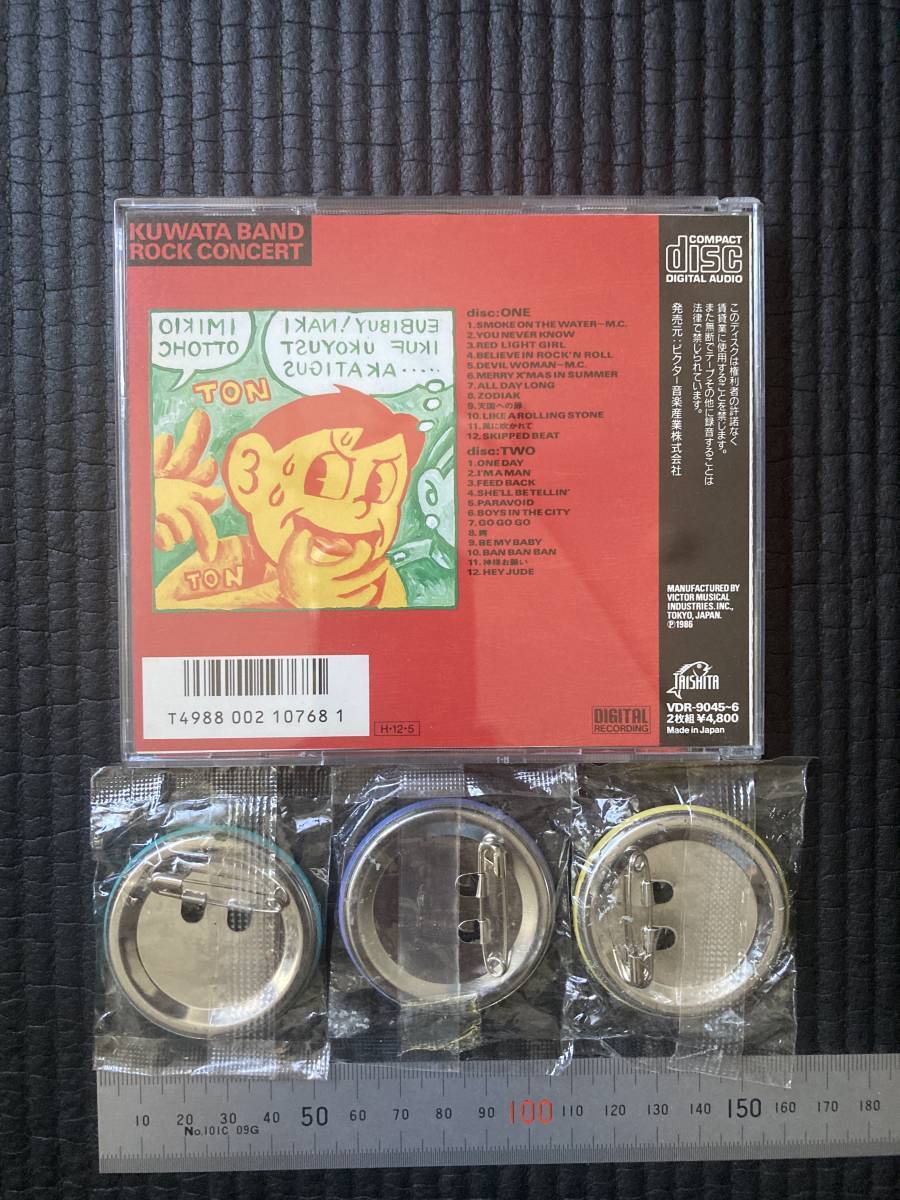 KUWATA BAND
ROCK CONCERT
IMIKIO
OTTOHC
EUBIBUY!NAKI
TSUYOKU UKUF IKI
SUGITAKA....
NOT
TON
disc:ONE
1.SMOKE ON THE WATER~M.C.
2.YOU NEVER KNOW
3.RED LIGHT GIRL
4.BELIEVE IN ROCK'N ROLL
5.DEVIL WOMAN~M.C.
6.MERRY X'MAS IN SUMMER
7.ALL DAY LONG
8.ZODIAK
9.天国への扉
10.LIKE A ROLLING STONE
11.風に吹かれて
12.SKIPPED BEAT
disc:TWO
1.ONE DAY
2.I'M A MAN
3.FEED BACK
4.SHE'LL BE TELLIN'
5.PARAVOID
6.BOYS IN THE CITY
7.GO GO GO
8.
9.BE MY BABY
10.BAN BAN BAN
11.神様お願い
12.HEY JUDE
COMPACT
disc
DIGITAL AUDIO
このディスクは権利者の許諾なく
賃貸業に使用することを禁じます。
また無断でテープその他に録音することは
法律で禁じられています。
発売元:ビクター音楽産業株式会社
MANUFACTURED BY
VICTOR MUSICAL
INDUSTRIES. INC.,
TOKYO, JAPAN.
Ⓟ1986
TAISHITA
VDR-9045~6
2枚組 ¥4,800
Made in Japan
T4988 002 10768 1
H·12·5
DIGITAL
RECORDING
10 20 30 40 50 60 70 80 90 100 110 120 130 140 150 160 170 180
No.101C 09G